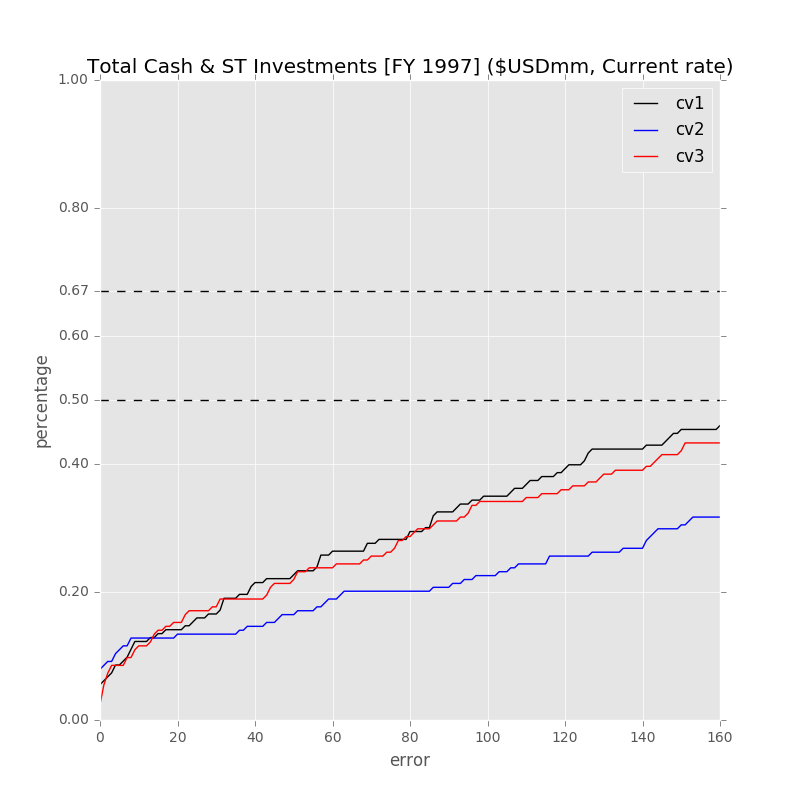 Total Cash & ST Investments [FY 1997] ($USDmm, Current rate)
1.00
cv1
cv2
cv3
0.80
0.67
0.60
percentage
0.50
0.40
0.20
0.00
0 20 40 60 80 100 120 140 160
error